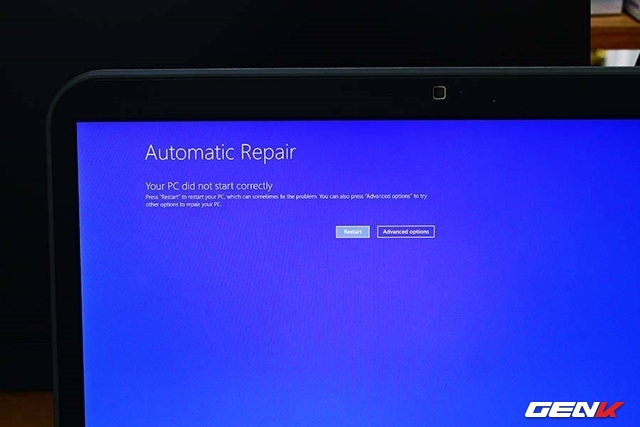 Automatic Repair
Your PC did not start correctly
Press "Restart" to restart your PC, which can sometimes fix the problem. You can also press "Advanced options" to try
other options to repair your PC.
Restart
Advanced options
GENK